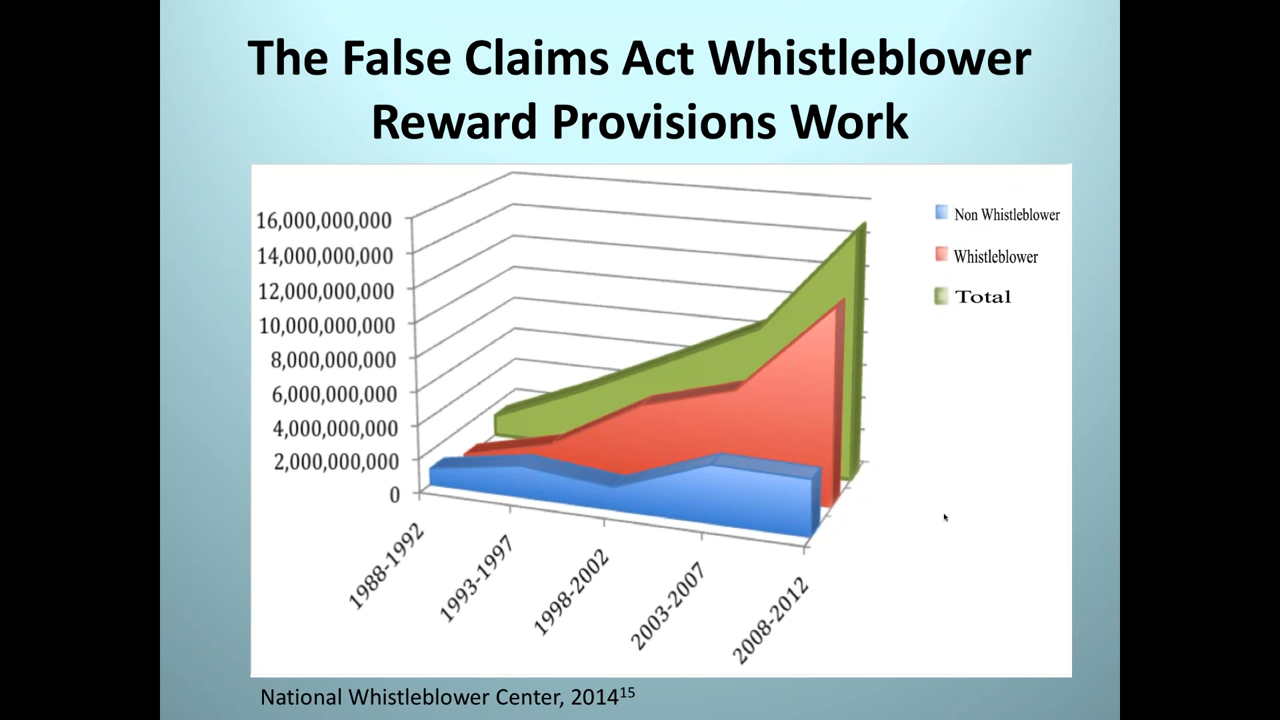 The False Claims Act Whistleblower
Reward Provisions Work
16,000,000,000
14,000,000,000
12,000,000,000
10,000,000,000
8,000,000,000
6,000,000,000
4,000,000,000
2,000,000,000
0
1988-1992
1993-1997
1998-2002
2003-2007
2008-2012
Non Whistleblower
Whistleblower
Total
National Whistleblower Center, 2014¹⁵